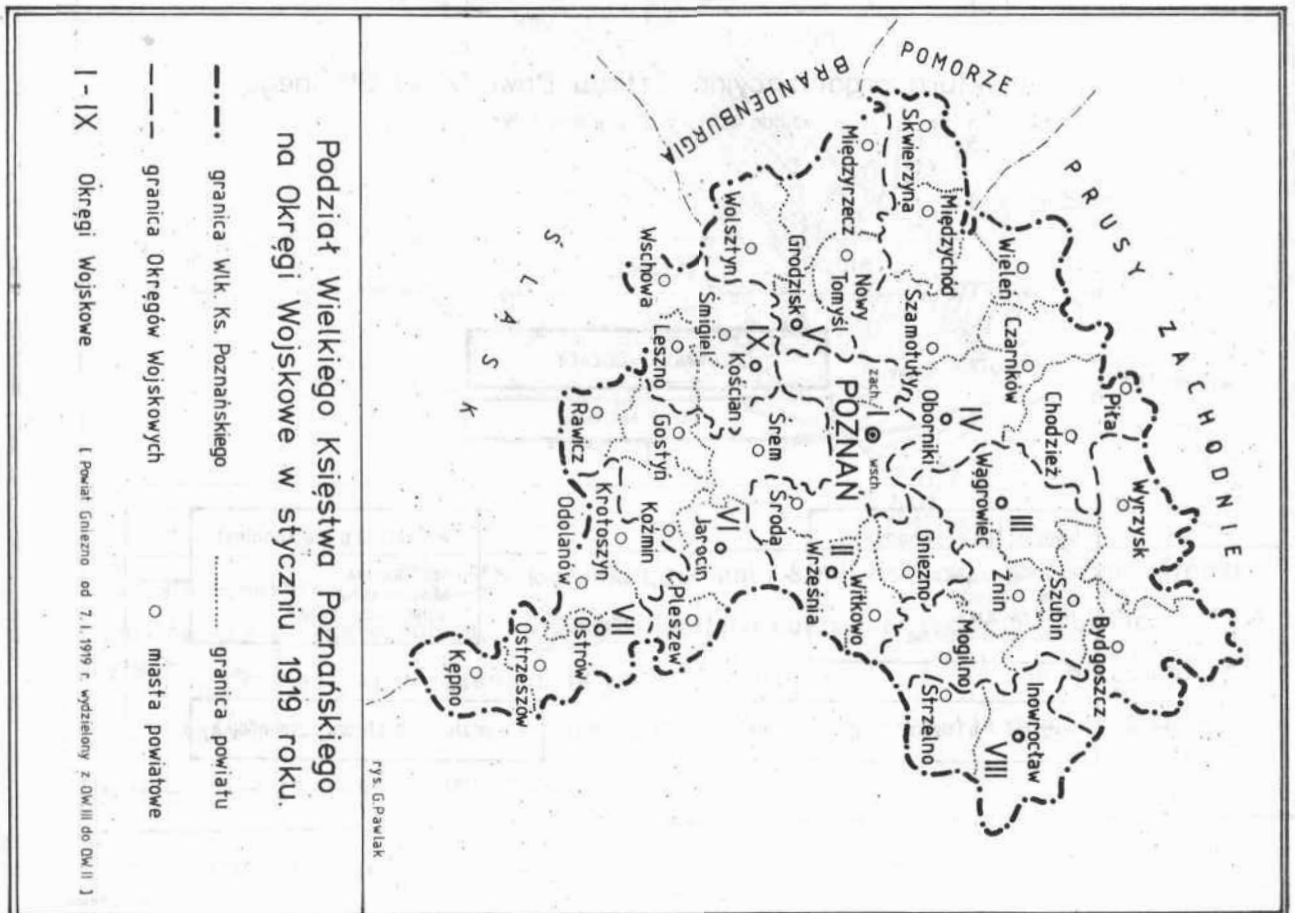 POMORZE
PRUSY ZACHODNIE
BRANDENBURGIA
ŚLĄSK
Skwierzyna
Międzychód
Międzyrzecz
Wieleń
Czarnków
Piła
Wyrzysk
Chodzież
Szamotuły
Oborniki
IV
Wągrowiec
III
Żnin
Szubin
Bydgoszcz
Inowrocław
VIII
Mogilno
Strzelno
Gniezno
Witkowo
II
Września
Nowy
Tomyśl
zach. I wsch.
POZNAŃ
Grodzisk
V
Wolsztyn
IX
Śmigiel
Kościan
Śrem
Środa
Wschowa
Leszno
Gostyń
Jarocin
VI
Rawicz
Koźmin
Krotoszyn
Pleszew
Odolanów
Ostrów
VII
Ostrzeszów
Kępno
rys. G.Pawlak
Podział Wielkiego Księstwa Poznańskiego
na Okręgi Wojskowe w styczniu 1919 roku.
granica Wlk. Ks. Poznańskiego
granica powiatu
granica Okręgów Wojskowych
miasta powiatowe
I - IX Okręgi Wojskowe
[ Powiat Gniezno od 7.I.1919 r. wydzielony z OW.III do OW.II ]